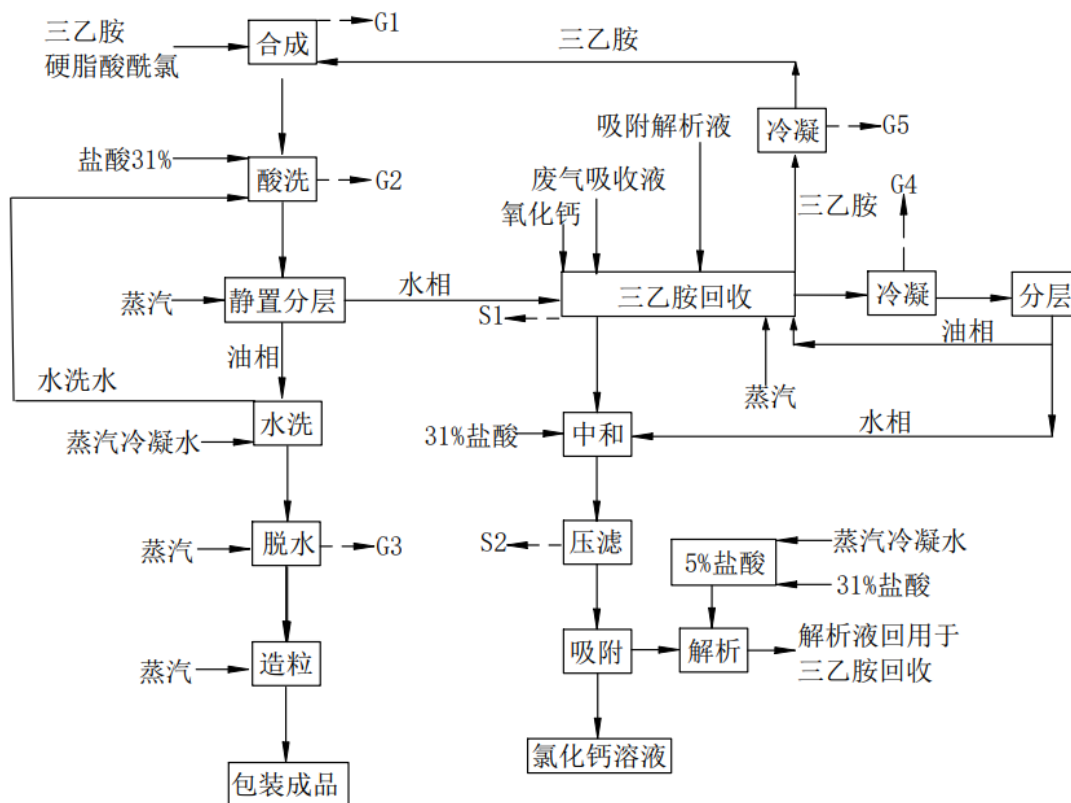 三乙胺
硬脂酸酰氯
合成
G1
三乙胺
盐酸31%
酸洗
G2
吸附解析液
冷凝
G5
废气吸收液
氧化钙
三乙胺
G4
蒸汽
静置分层
水相
三乙胺回收
冷凝
分层
S1
油相
油相
水洗水
蒸汽
水洗
蒸汽冷凝水
31%盐酸
中和
水相
蒸汽
脱水
G3
S2
压滤
5%盐酸
蒸汽冷凝水
31%盐酸
蒸汽
造粒
吸附
解析
解析液回用于
三乙胺回收
包装成品
氯化钙溶液